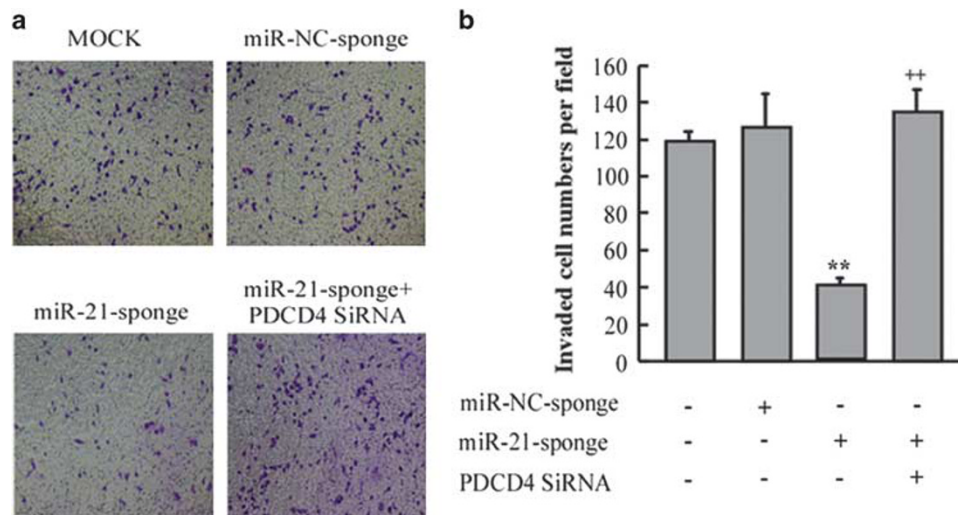 a
MOCK
miR-NC-sponge
miR-21-sponge
miR-21-sponge+
PDCD4 SiRNA
b
Invaded cell numbers per field
160
140
120
100
80
60
40
20
0
**
++
miR-NC-sponge - + - -
miR-21-sponge - - + +
PDCD4 SiRNA - - - +